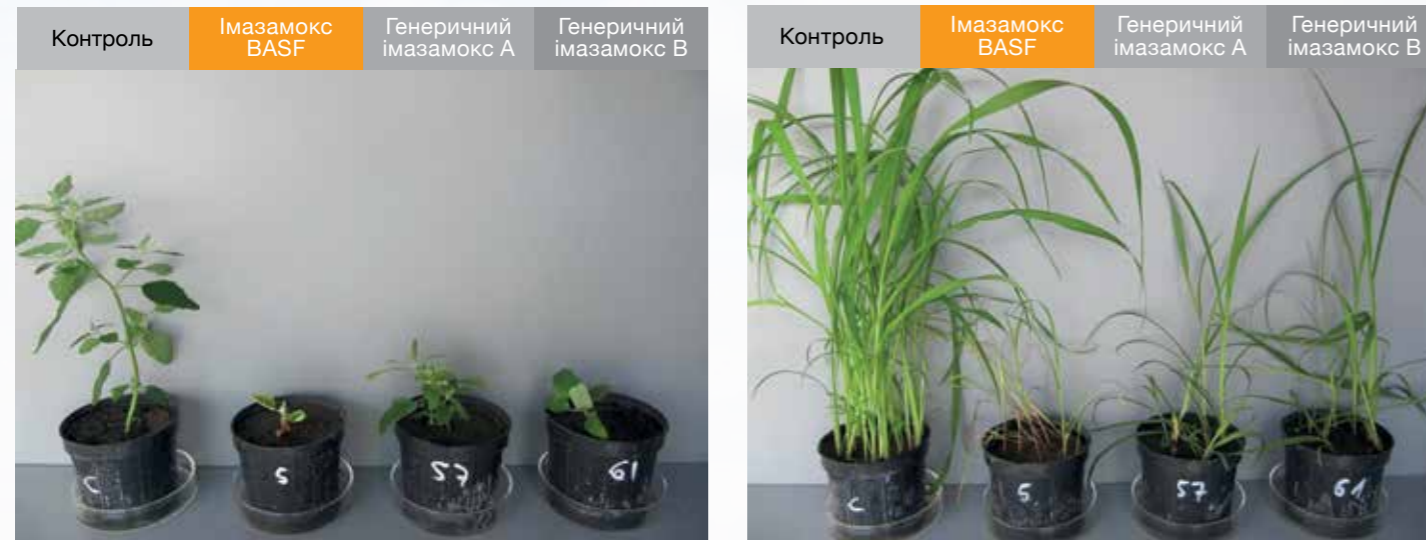 Контроль
Імазамокс
BASF
Генеричний
імазамокс А
Генеричний
імазамокс В
C
5
57
61
Контроль
Імазамокс
BASF
Генеричний
імазамокс А
Генеричний
імазамокс В
C
5
57
61